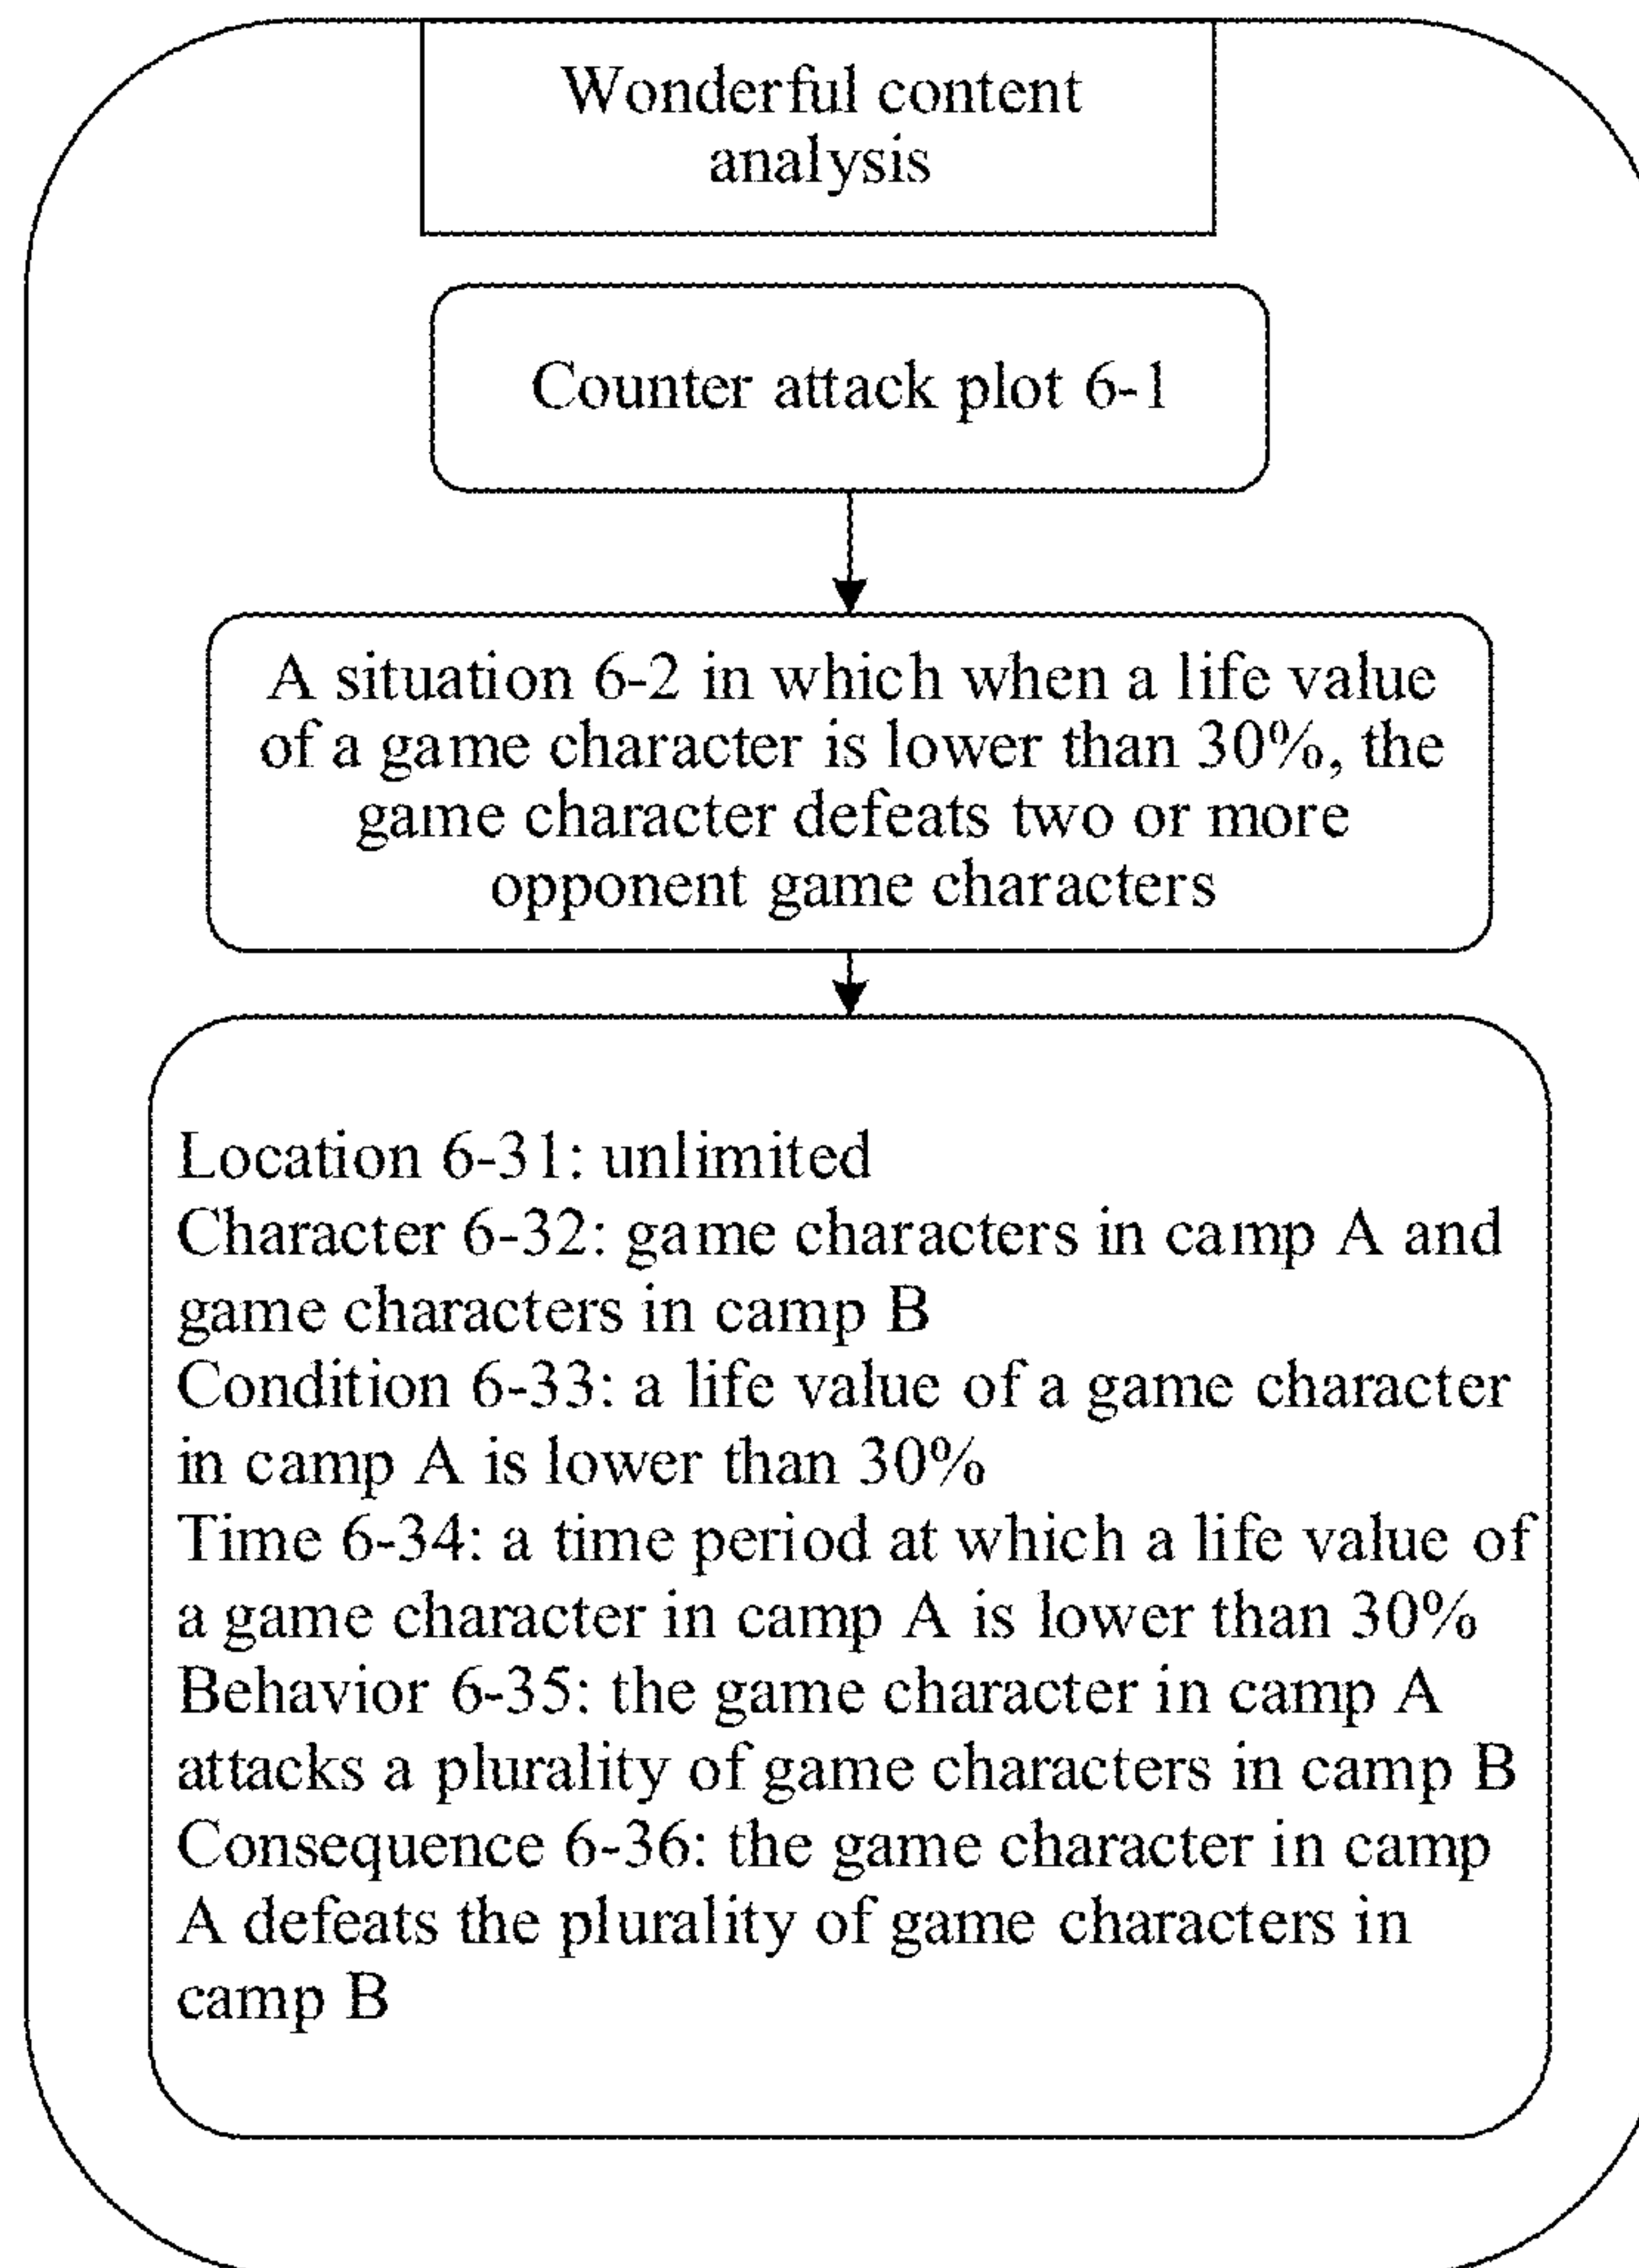 Wonderful content
analysis
Counter attack plot 6-1
A situation 6-2 in which when a life value
of a game character is lower than 30%, the
game character defeats two or more
opponent game characters
Location 6-31: unlimited
Character 6-32: game characters in camp A and
game characters in camp B
Condition 6-33: a life value of a game character
in camp A is lower than 30%
Time 6-34: a time period at which a life value of
a game character in camp A is lower than 30%
Behavior 6-35: the game character in camp A
attacks a plurality of game characters in camp B
Consequence 6-36: the game character in camp
A defeats the plurality of game characters in
camp B